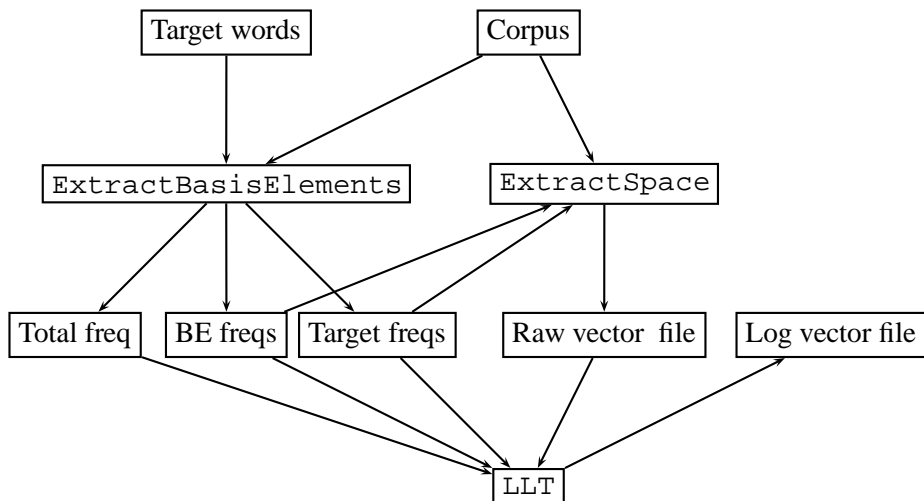 Target words
Corpus
ExtractBasisElements
ExtractSpace
Total freq
BE freqs
Target freqs
Raw vector file
Log vector file
LLT